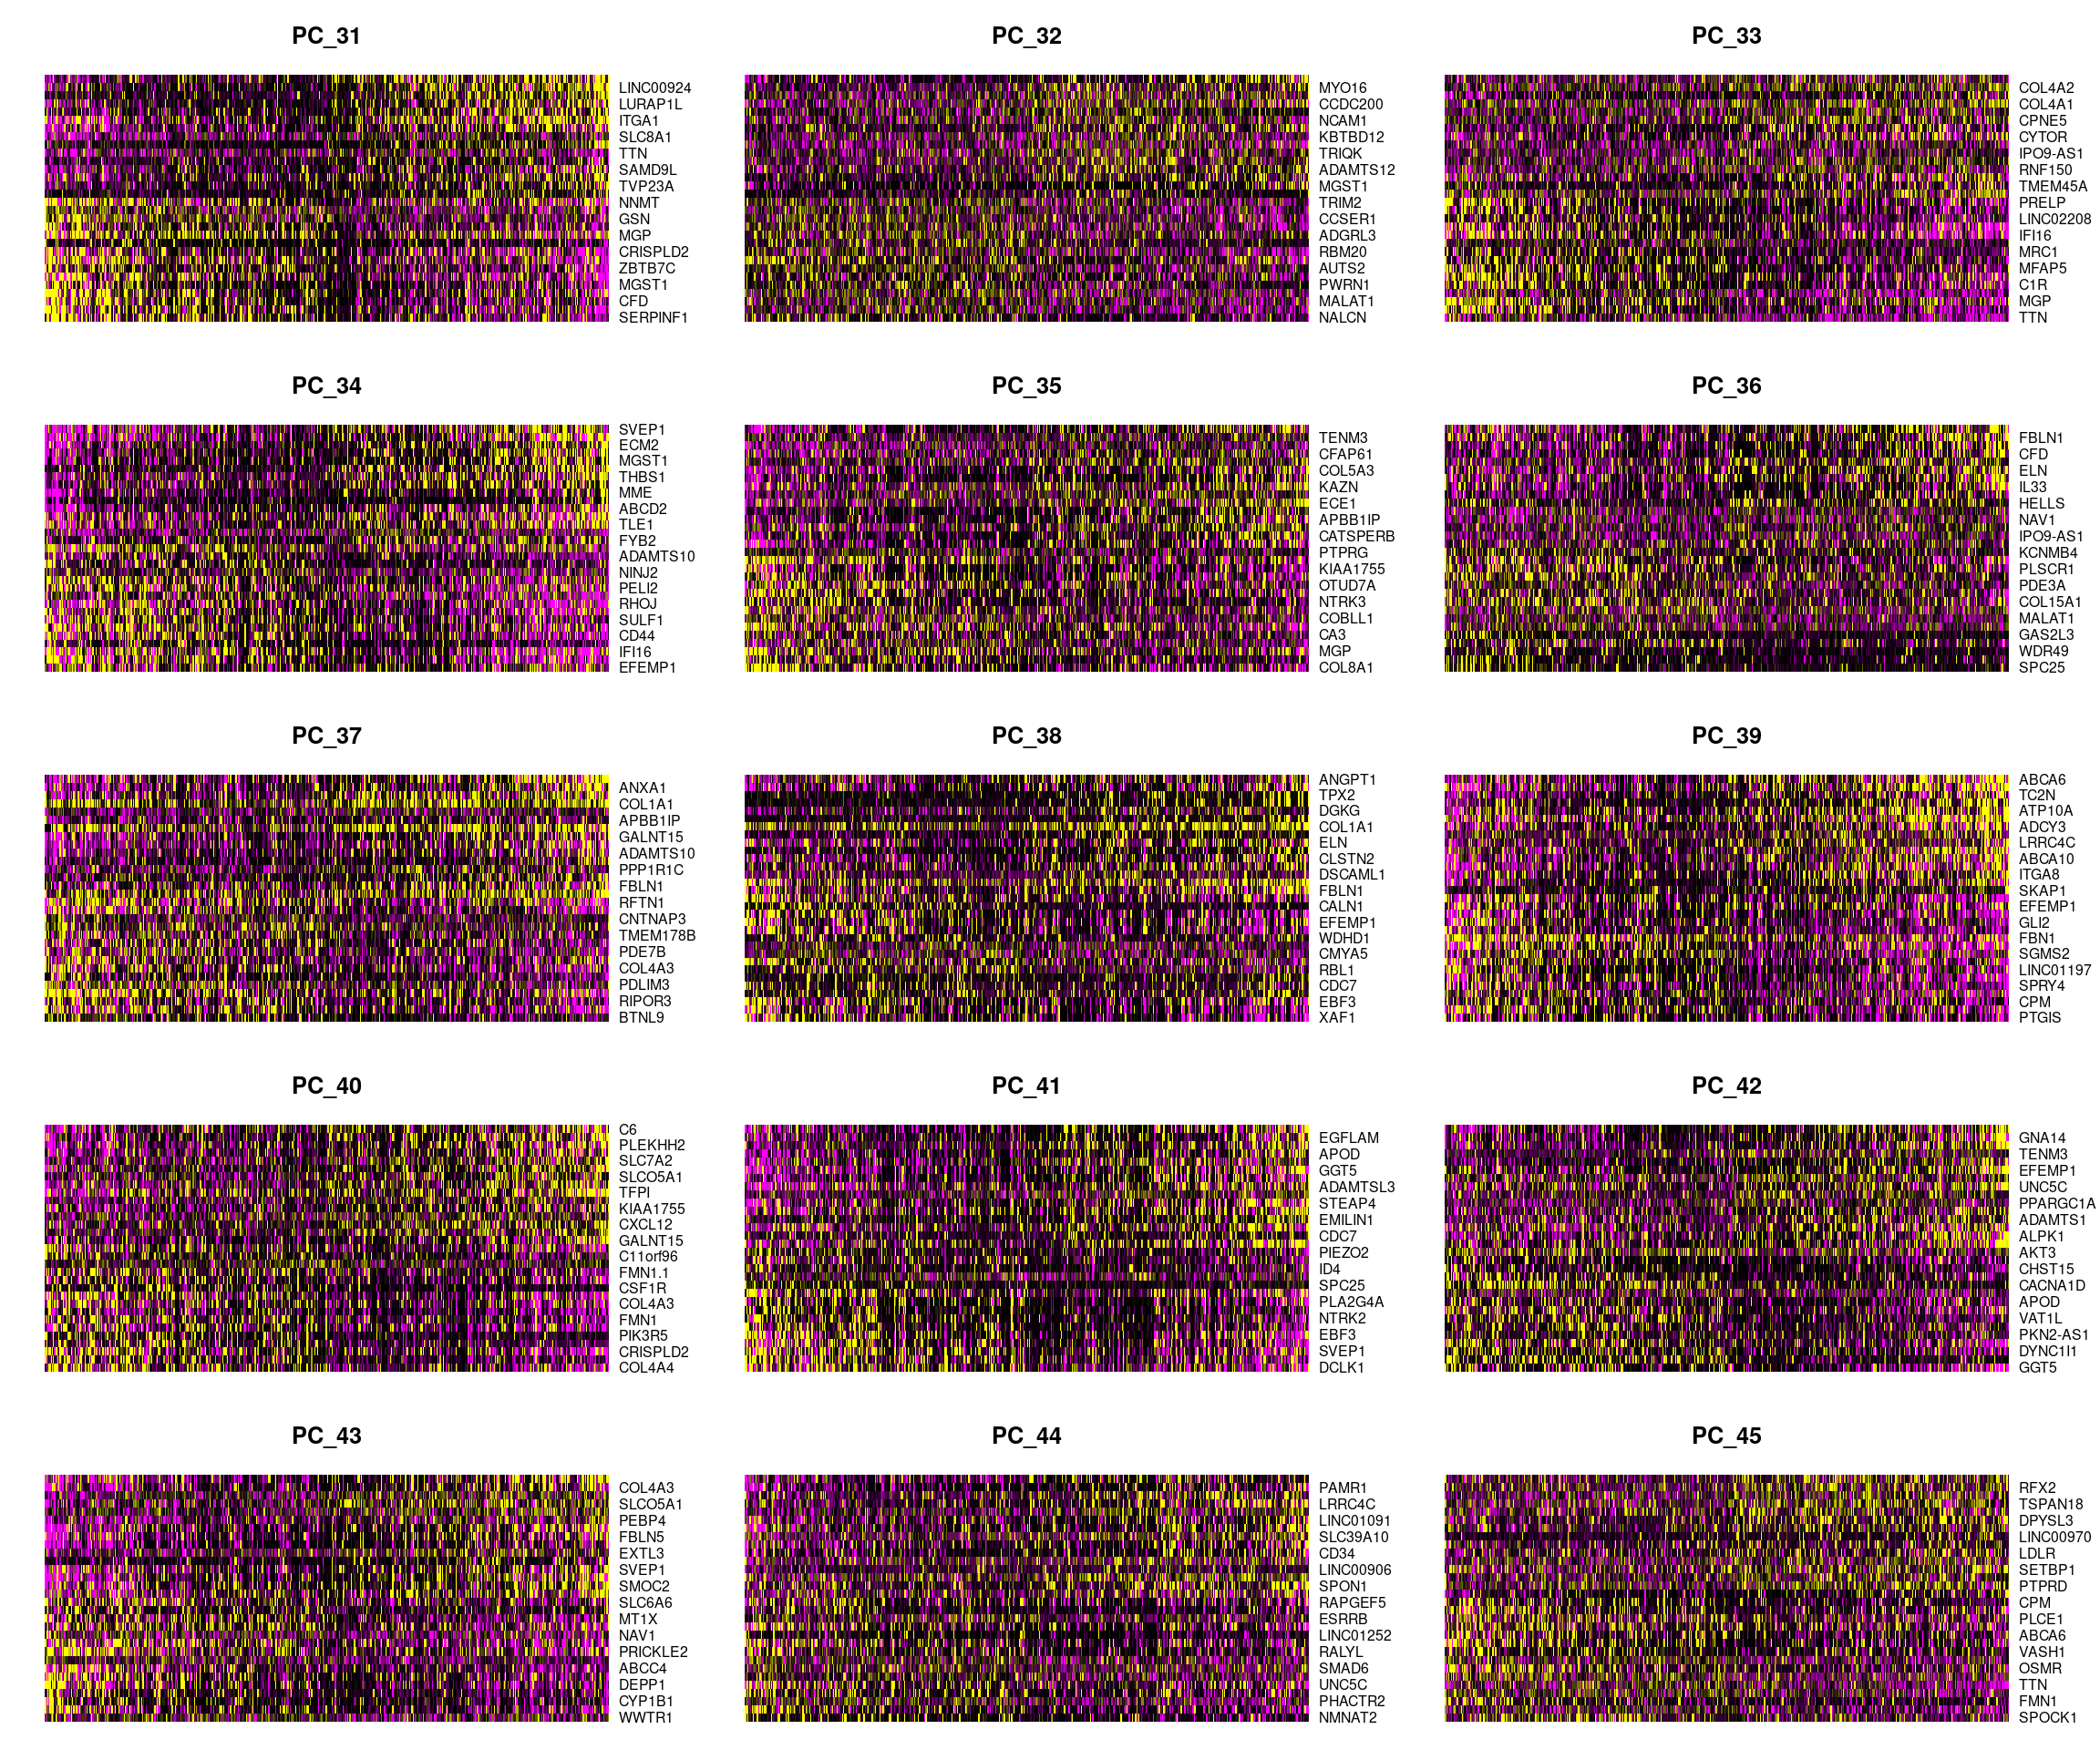 PC_31
LINC00924
LURAP1L
ITGA1
SLC8A1
TTN
SAMD9L
TVP23A
NNMT
GSN
MGP
CRISPLD2
ZBTB7C
MGST1
CFD
SERPINF1
PC_32
MYO16
CCDC200
NCAM1
KBTBD12
TRIQK
ADAMTS12
MGST1
TRIM2
CCSER1
ADGRL3
RBM20
AUTS2
PWRN1
MALAT1
NALCN
PC_33
COL4A2
COL4A1
CPNE5
CYTOR
IPO9-AS1
RNF150
TMEM45A
PRELP
LINC02208
IFI16
MRC1
MFAP5
C1R
MGP
TTN
PC_34
SVEP1
ECM2
MGST1
THBS1
MME
ABCD2
TLE1
FYB2
ADAMTS10
NINJ2
PELI2
RHOJ
SULF1
CD44
IFI16
EFEMP1
PC_35
TENM3
CFAP61
COL5A3
KAZN
ECE1
APBB1IP
CATSPERB
PTPRG
KIAA1755
OTUD7A
NTRK3
COBLL1
CA3
MGP
COL8A1
PC_36
FBLN1
CFD
ELN
IL33
HELLS
NAV1
IPO9-AS1
KCNMB4
PLSCR1
PDE3A
COL15A1
MALAT1
GAS2L3
WDR49
SPC25
PC_37
ANXA1
COL1A1
APBB1IP
GALNT15
ADAMTS10
PPP1R1C
FBLN1
RFTN1
CNTNAP3
TMEM178B
PDE7B
COL4A3
PDLIM3
RIPOR3
BTNL9
PC_38
ANGPT1
TPX2
DGKG
COL1A1
ELN
CLSTN2
DSCAML1
FBLN1
CALN1
EFEMP1
WDHD1
CMYA5
RBL1
CDC7
EBF3
XAF1
PC_39
ABCA6
TC2N
ATP10A
ADCY3
LRRC4C
ABCA10
ITGA8
SKAP1
EFEMP1
GLI2
FBN1
SGMS2
LINC01197
SPRY4
CPM
PTGIS
PC_40
C6
PLEKHH2
SLC7A2
SLCO5A1
TFPI
KIAA1755
CXCL12
GALNT15
C11orf96
FMN1.1
CSF1R
COL4A3
FMN1
PIK3R5
CRISPLD2
COL4A4
PC_41
EGFLAM
APOD
GGT5
ADAMTSL3
STEAP4
EMILIN1
CDC7
PIEZO2
ID4
SPC25
PLA2G4A
NTRK2
EBF3
SVEP1
DCLK1
PC_42
GNA14
TENM3
EFEMP1
UNC5C
PPARGC1A
ADAMTS1
ALPK1
AKT3
CHST15
CACNA1D
APOD
VAT1L
PKN2-AS1
DYNC1I1
GGT5
PC_43
COL4A3
SLCO5A1
PEBP4
FBLN5
EXTL3
SVEP1
SMOC2
SLC6A6
MT1X
NAV1
PRICKLE2
ABCC4
DEPP1
CYP1B1
WWTR1
PC_44
PAMR1
LRRC4C
LINC01091
SLC39A10
CD34
LINC00906
SPON1
RAPGEF5
ESRRB
LINC01252
RALYL
SMAD6
UNC5C
PHACTR2
NMNAT2
PC_45
RFX2
TSPAN18
DPYSL3
LINC00970
LDLR
SETBP1
PTPRD
CPM
PLCE1
ABCA6
VASH1
OSMR
TTN
FMN1
SPOCK1